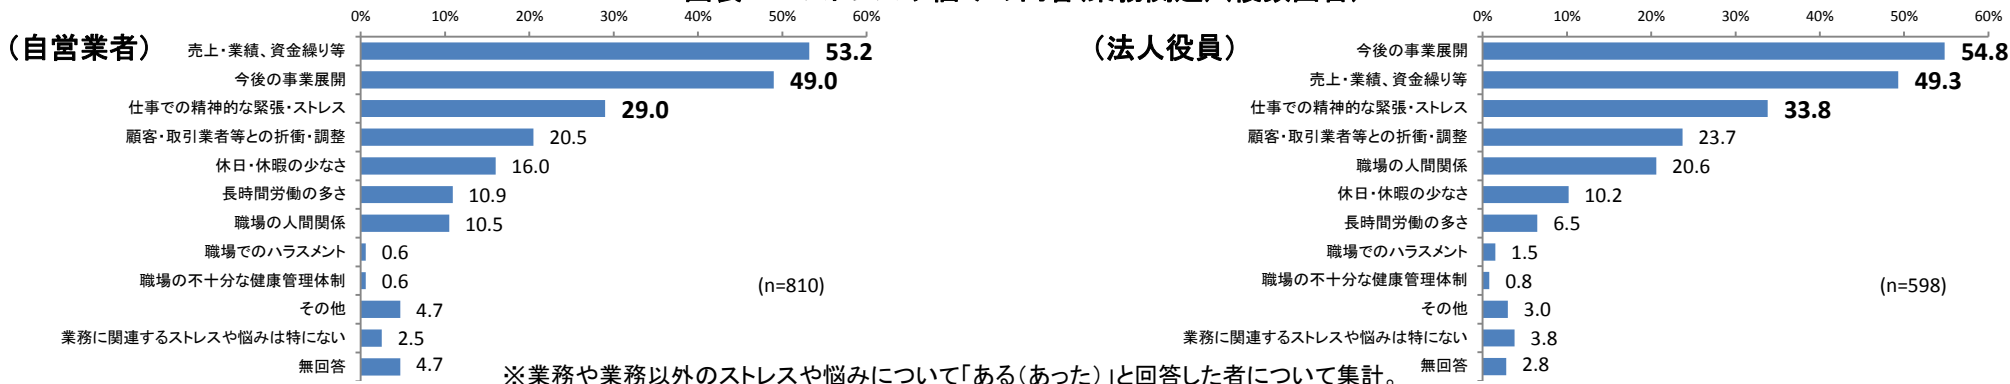 0% 10% 20% 30% 40% 50% 60%
(自営業者)
売上・業績、資金繰り等 53.2
今後の事業展開 49.0
仕事での精神的な緊張・ストレス 29.0
顧客・取引業者等との折衝・調整 20.5
休日・休暇の少なさ 16.0
長時間労働の多さ 10.9
職場の人間関係 10.5
職場でのハラスメント 0.6
職場の不十分な健康管理体制 0.6
(n=810)
その他 4.7
業務に関連するストレスや悩みは特にない 2.5
無回答 4.7
0% 10% 20% 30% 40% 50% 60%
(法人役員)
今後の事業展開 54.8
売上・業績、資金繰り等 49.3
仕事での精神的な緊張・ストレス 33.8
顧客・取引業者等との折衝・調整 23.7
職場の人間関係 20.6
休日・休暇の少なさ 10.2
長時間労働の多さ 6.5
職場でのハラスメント 1.5
職場の不十分な健康管理体制 0.8
(n=598)
その他 3.0
業務に関連するストレスや悩みは特にない 3.8
無回答 2.8
※業務や業務以外のストレスや悩みについて「ある(あった)」と回答した者について集計。